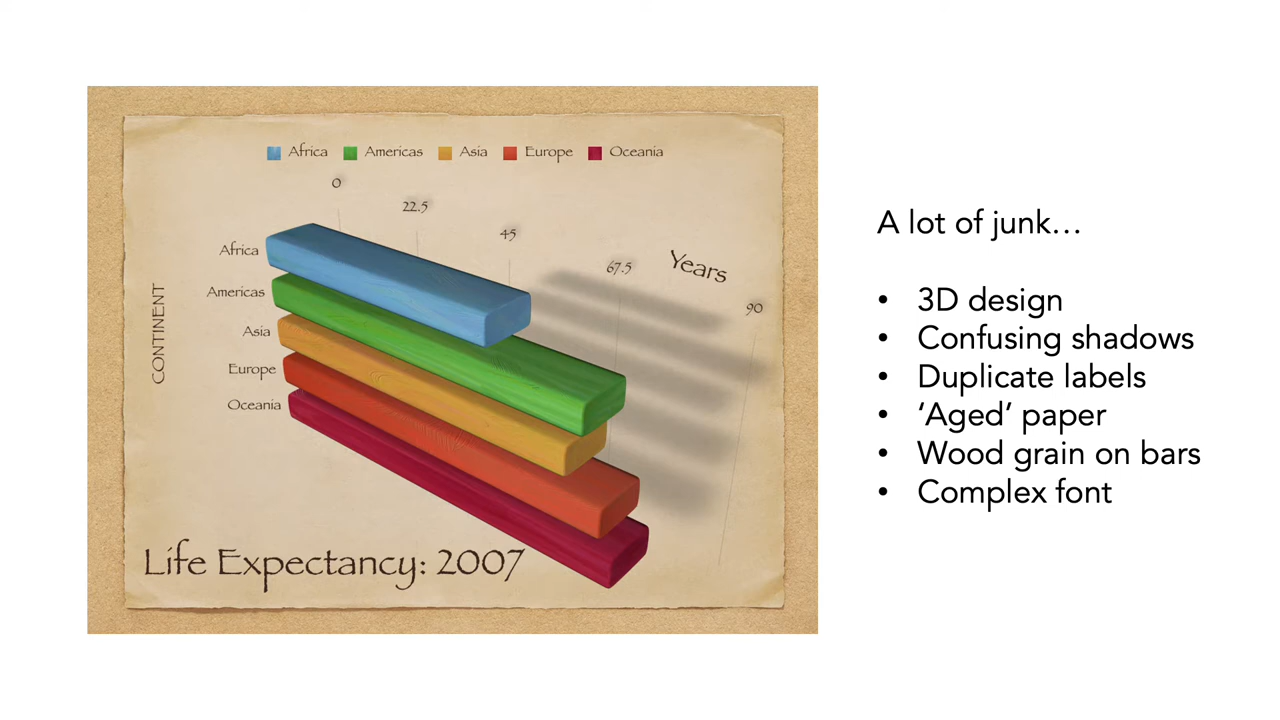 Africa Americas Asia Europe Oceania
0
22.5
45
67.5
90
Years
CONTINENT
Africa
Americas
Asia
Europe
Oceania
Life Expectancy: 2007
A lot of junk…
• 3D design
• Confusing shadows
• Duplicate labels
• ‘Aged’ paper
• Wood grain on bars
• Complex font